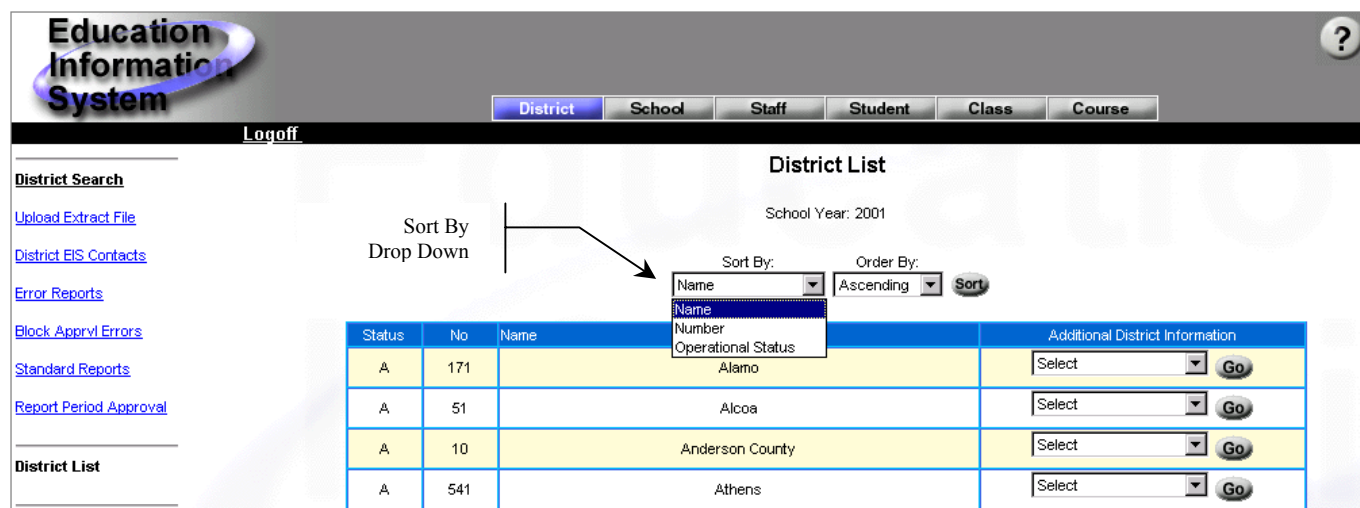 Education
Information
System
?
District School Staff Student Class Course
Logoff
District Search
Upload Extract File
District EIS Contacts
Error Reports
Block Apprvl Errors
Standard Reports
Report Period Approval
District List
Sort By
Drop Down
District List
School Year: 2001
Sort By: Order By:
Name Ascending Sort
Name
Number
Operational Status
Status No Name Additional District Information
A 171 Alamo Select Go
A 51 Alcoa Select Go
A 10 Anderson County Select Go
A 541 Athens Select Go